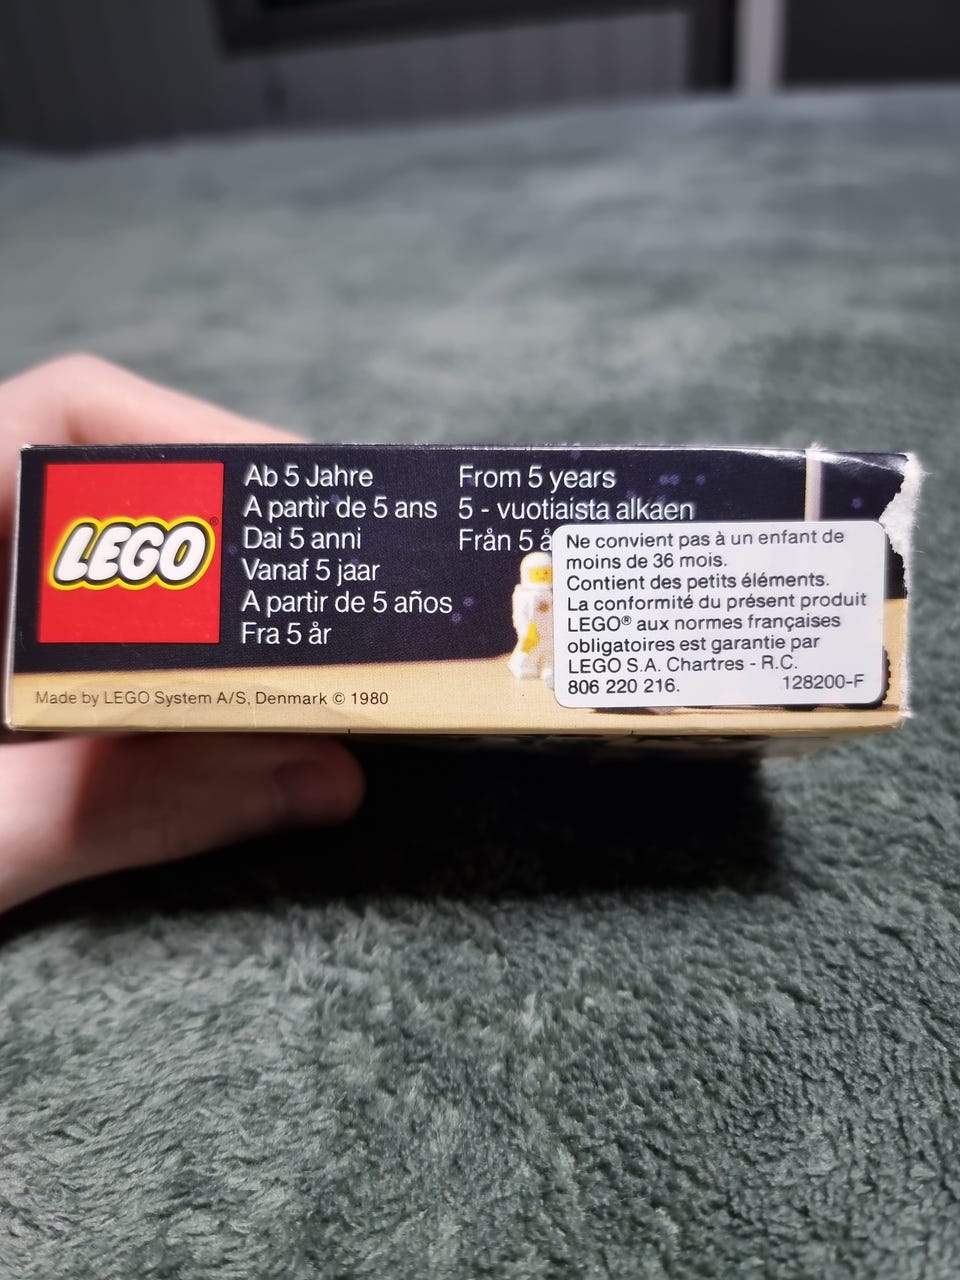 LEGO®
Ab 5 Jahre
A partir de 5 ans
Dai 5 anni
Vanaf 5 jaar
A partir de 5 años
Fra 5 år
From 5 years
5 - vuotiaista alkaen
Från 5 å
Ne convient pas à un enfant de
moins de 36 mois.
Contient des petits éléments.
La conformité du présent produit
LEGO® aux normes françaises
obligatoires est garantie par
LEGO S.A. Chartres - R.C.
806 220 216. 128200-F
Made by LEGO System A/S, Denmark © 1980